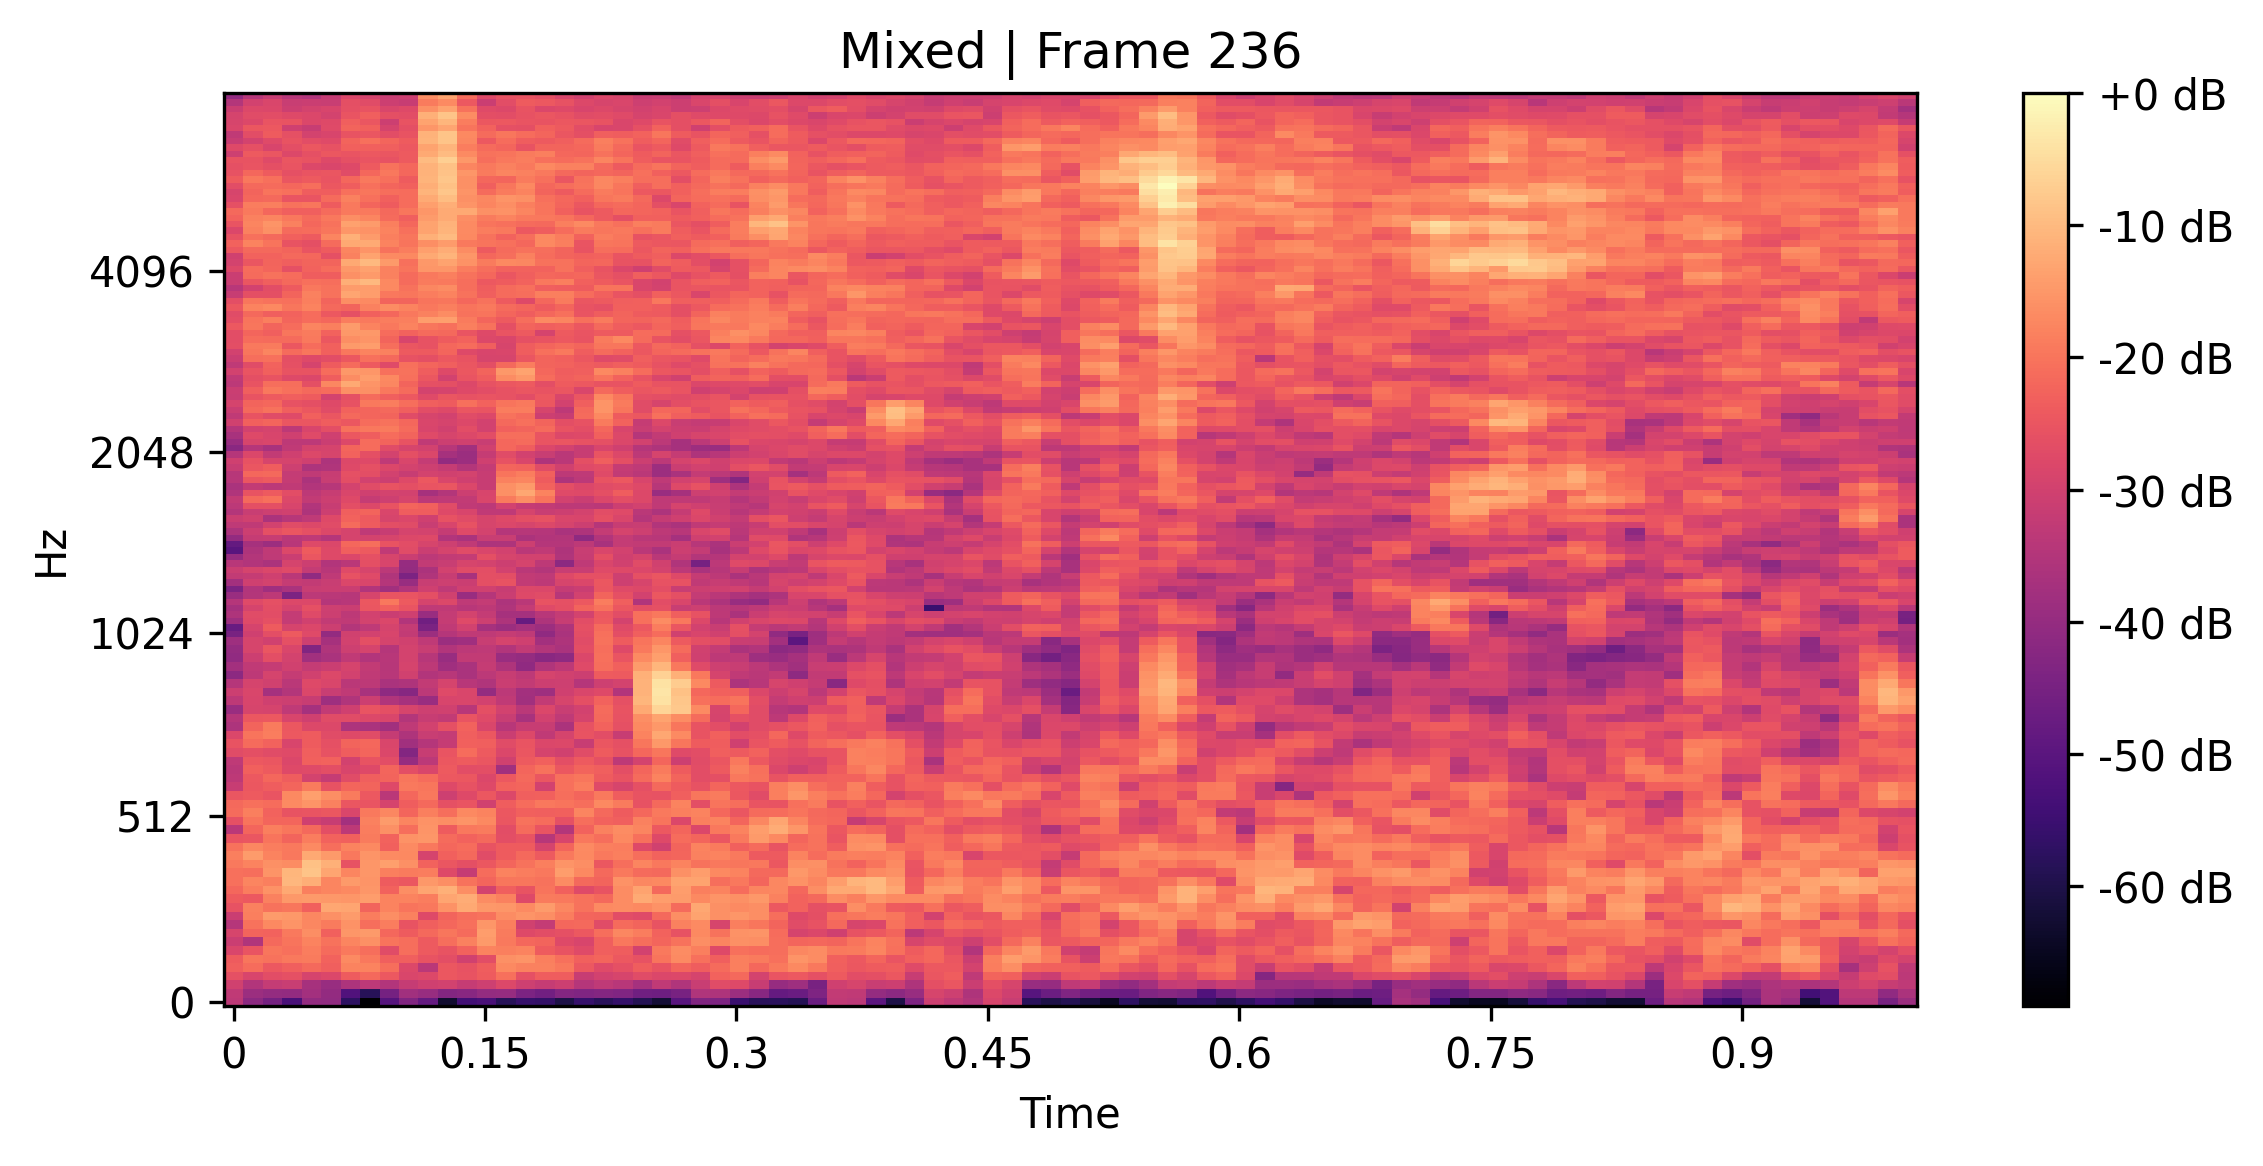 Mixed | Frame 236
+0 dB
-10 dB
-20 dB
-30 dB
-40 dB
-50 dB
-60 dB
Hz
4096
2048
1024
512
0
0 0.15 0.3 0.45 0.6 0.75 0.9
Time